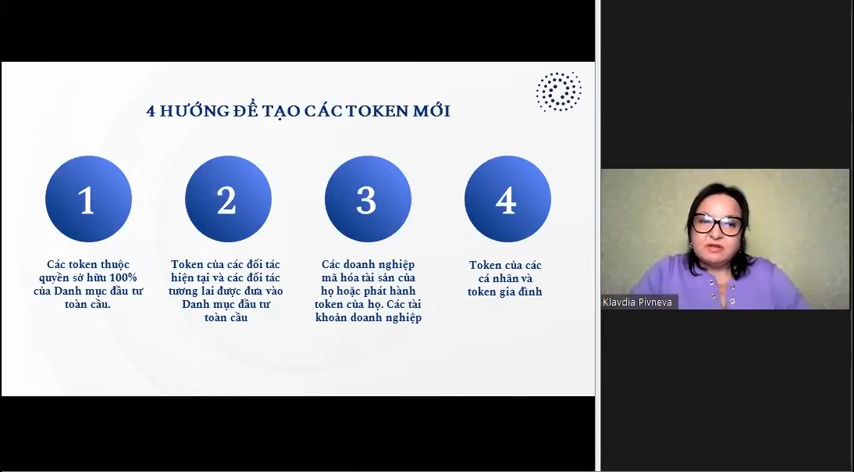 4 HƯỚNG ĐỂ TẠO CÁC TOKEN MỚI
1
Các token thuộc
quyền sở hữu 100%
của Danh mục đầu tư
toàn cầu.
2
Token của các đối tác
hiện tại và các đối tác
tương lai được đưa vào
Danh mục đầu tư
toàn cầu
3
Các doanh nghiệp
mã hóa tài sản của
họ hoặc phát hành
token của họ. Các tài
khoản doanh nghiệp
4
Token của các
cá nhân và
token gia đình
Klavdia Pivneva